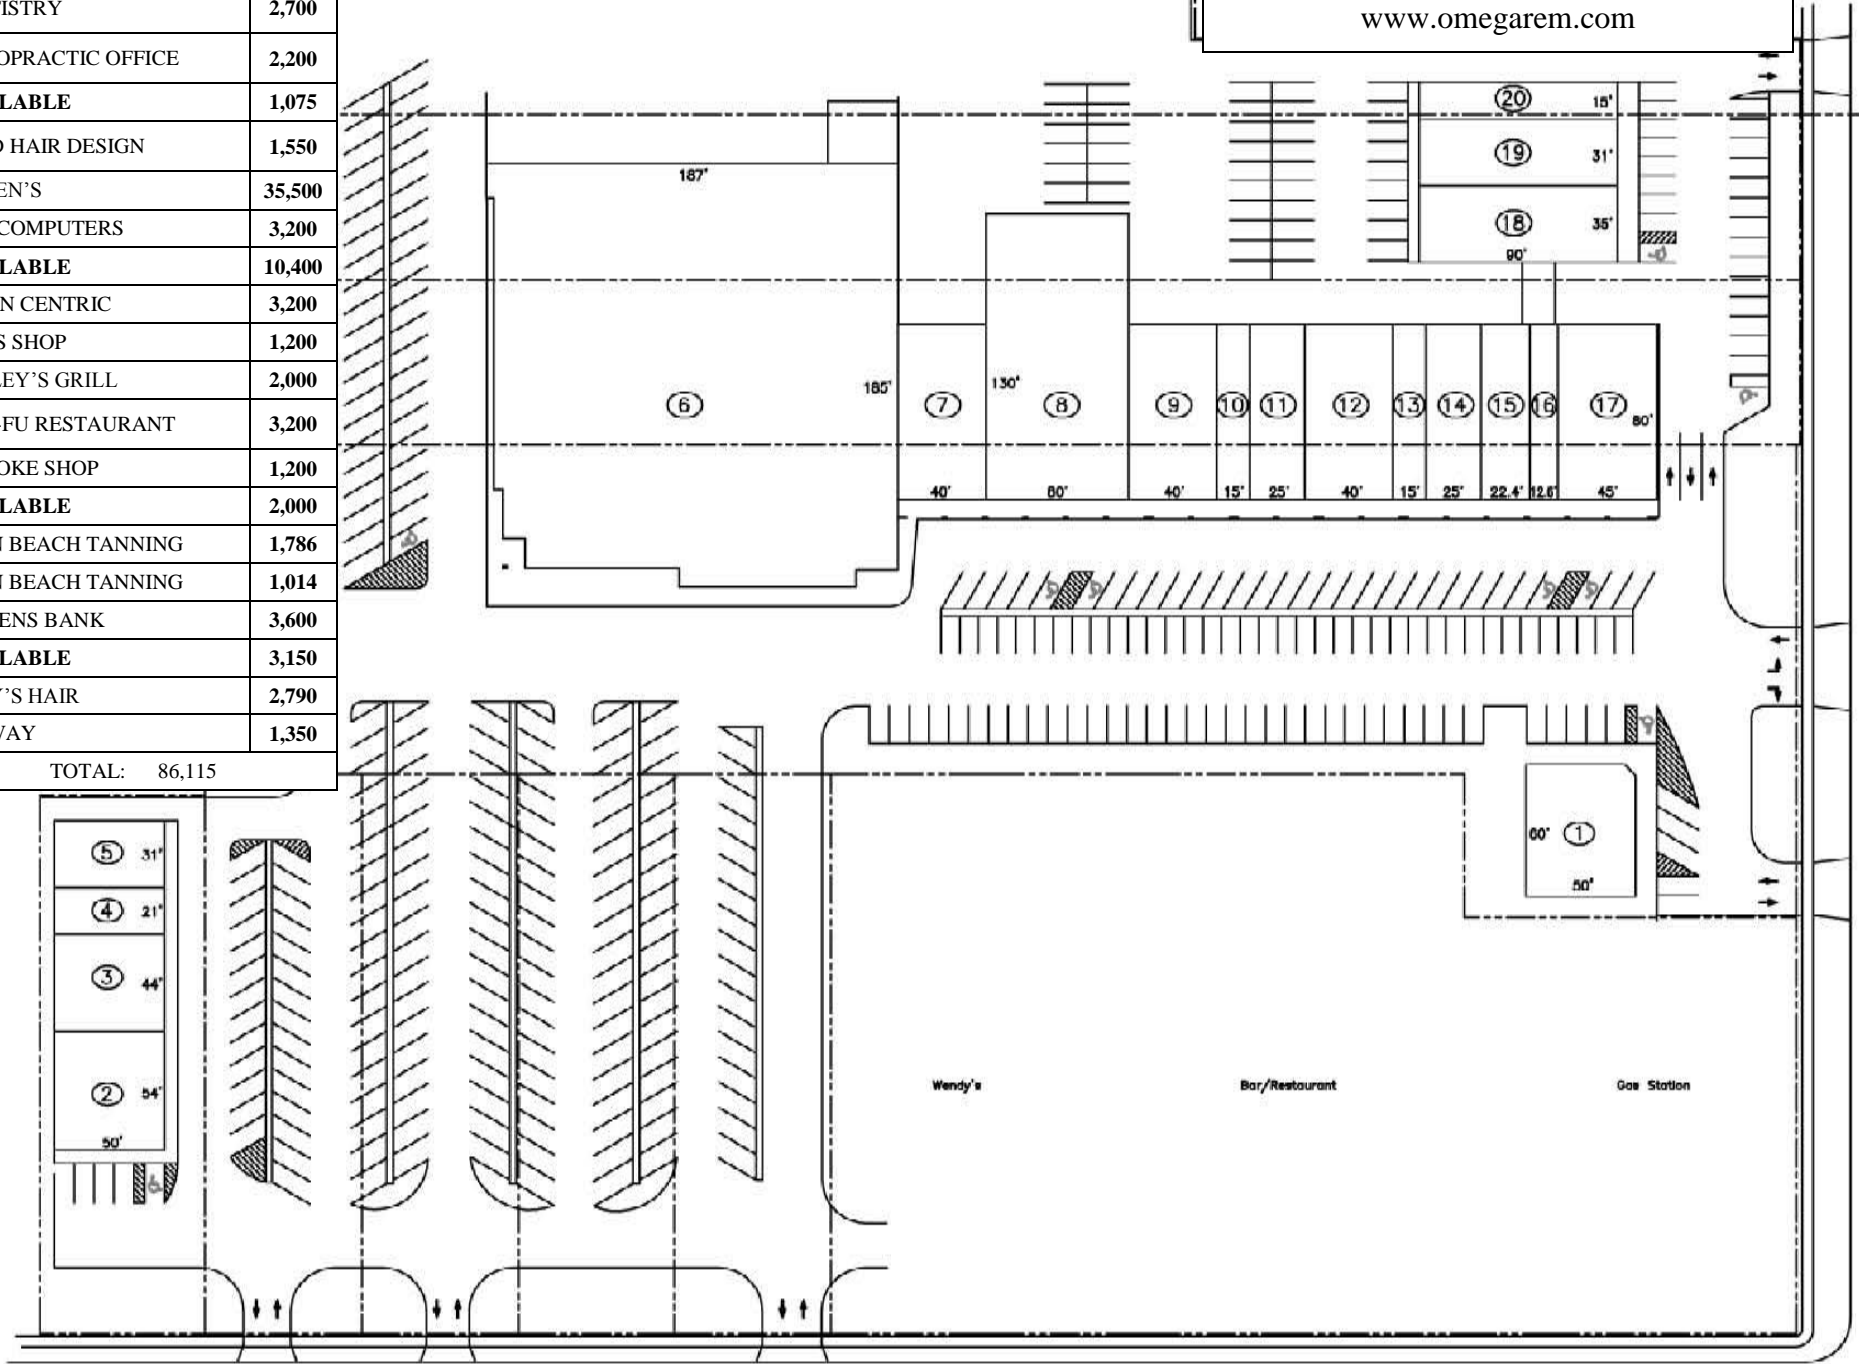 TISTRY 2,700
OPRACTIC OFFICE 2,200
LABLE 1,075
D HAIR DESIGN 1,550
EN'S 35,500
COMPUTERS 3,200
LABLE 10,400
N CENTRIC 3,200
S SHOP 1,200
LEY'S GRILL 2,000
-FU RESTAURANT 3,200
OKE SHOP 1,200
LABLE 2,000
N BEACH TANNING 1,786
N BEACH TANNING 1,014
ENS BANK 3,600
LABLE 3,150
Y'S HAIR 2,790
WAY 1,350
TOTAL: 86,115
www.omegarem.com
20 15'
19 31'
18 35'
90'
187'
185'
6
7
130'
8
9
10
11
12
13
14
15
16
17
80'
40' 60' 40' 15' 25' 40' 15' 25' 22.4' 12.6' 45'
60' 1
50'
5 31'
4 21'
3 44'
2 54'
50'
Wendy's
Bar/Restaurant
Gas Station